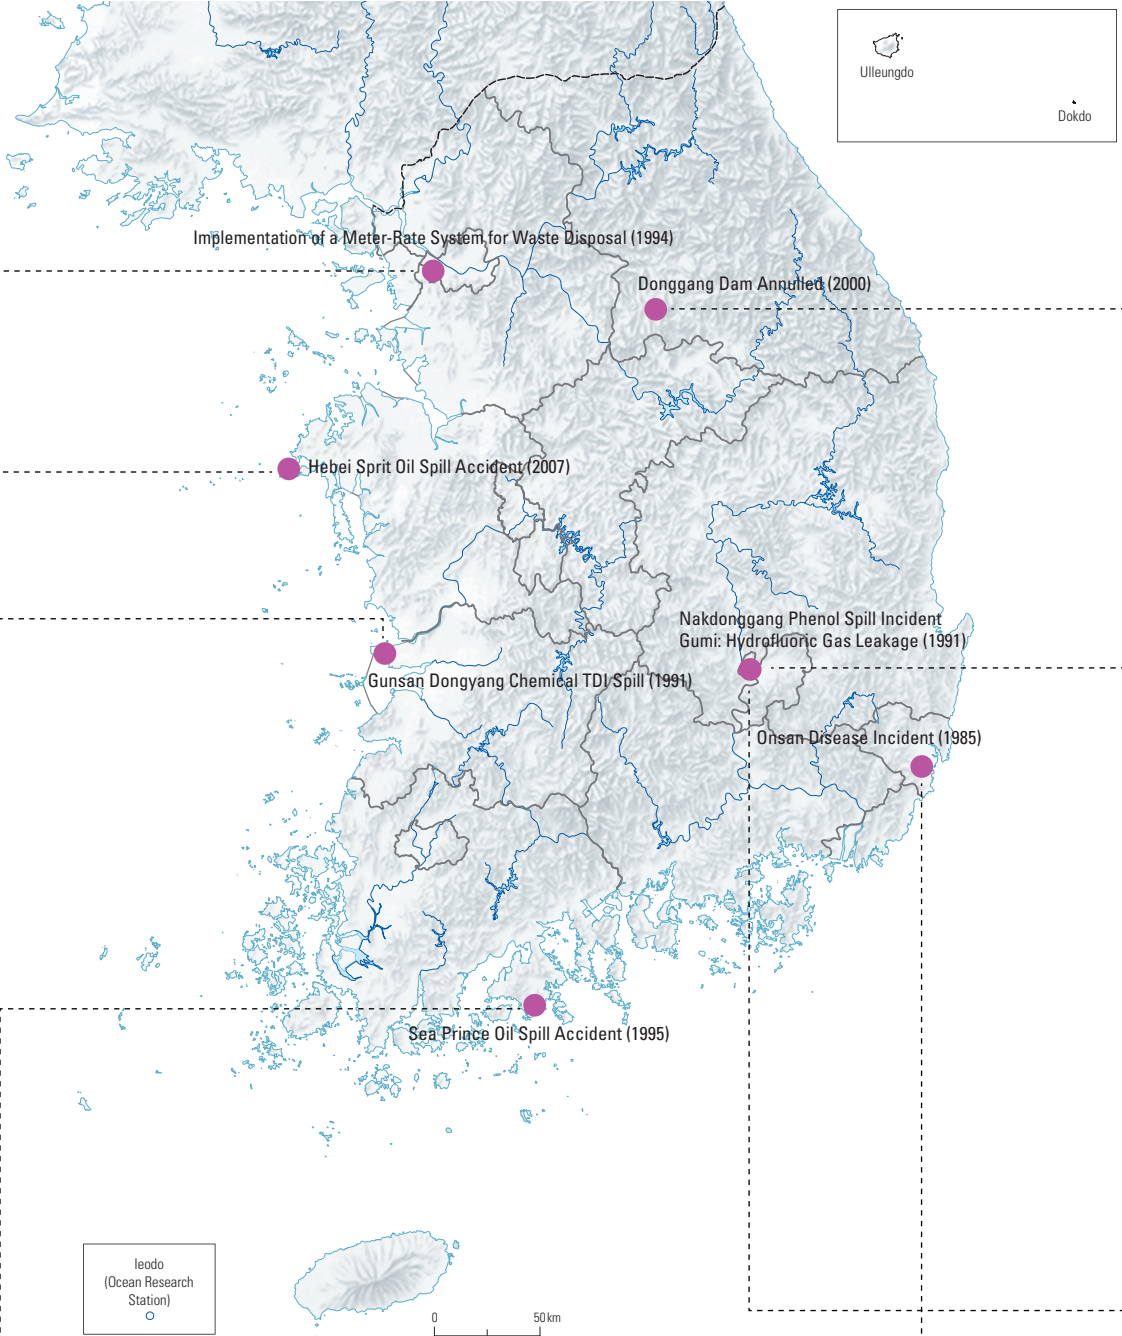 Ulleungdo
Dokdo
Implementation of a Meter-Rate System for Waste Disposal (1994)
Donggang Dam Annulled (2000)
Hebei Sprit Oil Spill Accident (2007)
Nakdonggang Phenol Spill Incident
Gumi: Hydrofluoric Gas Leakage (1991)
Gunsan Dongyang Chemical TDI Spill (1991)
Onsan Disease Incident (1985)
Sea Prince Oil Spill Accident (1995)
Ieodo
(Ocean Research
Station)
0 50 km